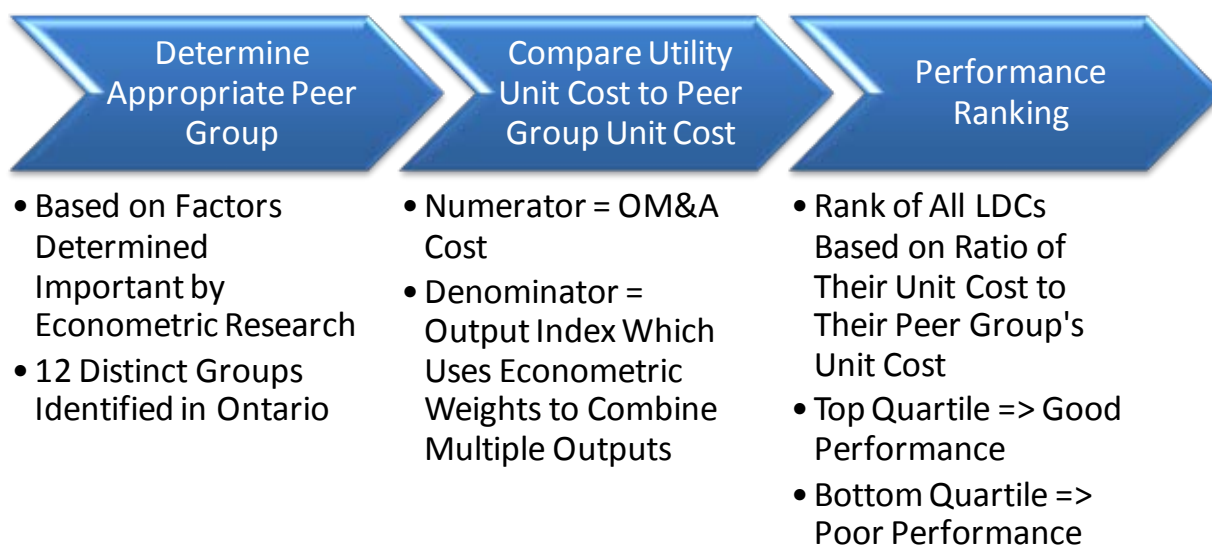 Determine
Appropriate Peer
Group
• Based on Factors
Determined
Important by
Econometric Research
• 12 Distinct Groups
Identified in Ontario
Compare Utility
Unit Cost to Peer
Group Unit Cost
• Numerator = OM&A
Cost
• Denominator =
Output Index Which
Uses Econometric
Weights to Combine
Multiple Outputs
Performance
Ranking
• Rank of All LDCs
Based on Ratio of
Their Unit Cost to
Their Peer Group's
Unit Cost
• Top Quartile => Good
Performance
• Bottom Quartile =>
Poor Performance